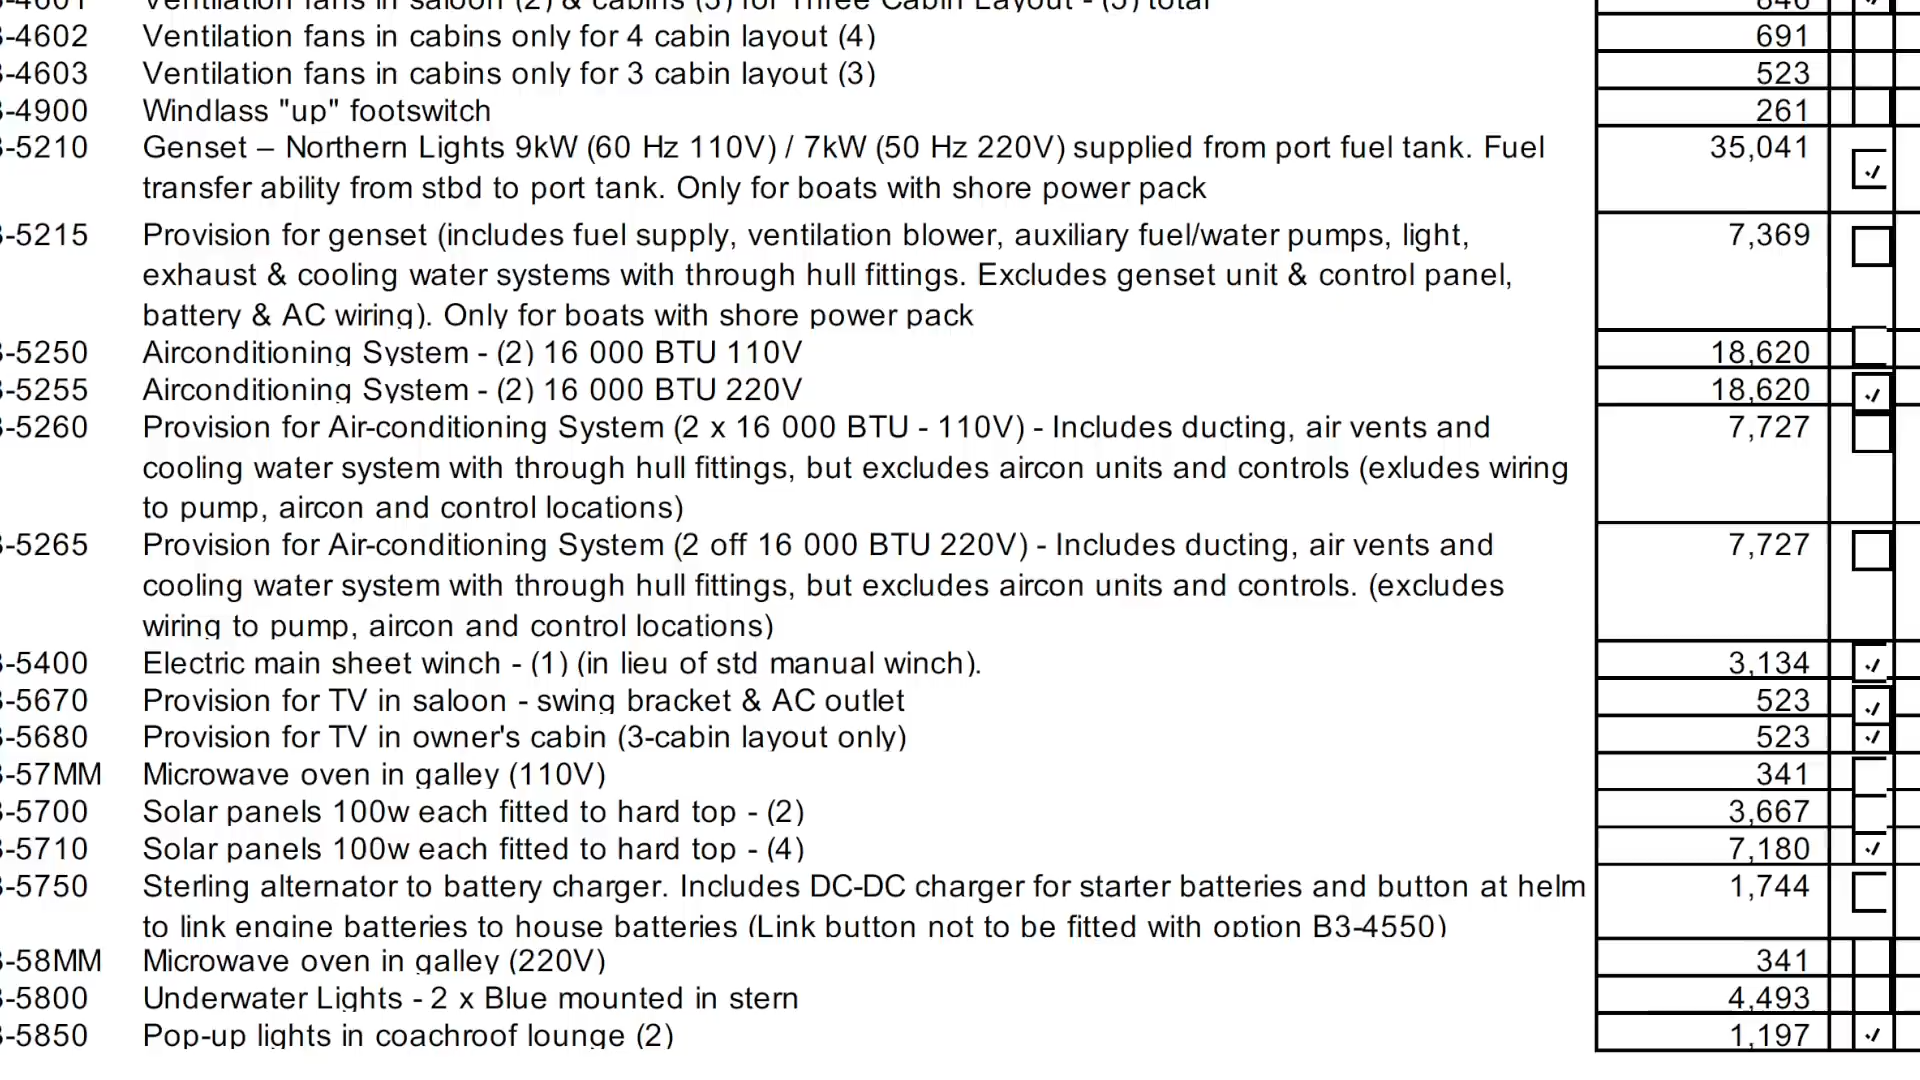 -4601 Ventilation fans in saloon (2) & cabins (3) for Three Cabin Layout - (5) total 846
-4602 Ventilation fans in cabins only for 4 cabin layout (4) 691
-4603 Ventilation fans in cabins only for 3 cabin layout (3) 523
-4900 Windlass "up" footswitch 261
-5210 Genset – Northern Lights 9kW (60 Hz 110V) / 7kW (50 Hz 220V) supplied from port fuel tank. Fuel 35,041
transfer ability from stbd to port tank. Only for boats with shore power pack
-5215 Provision for genset (includes fuel supply, ventilation blower, auxiliary fuel/water pumps, light, 7,369
exhaust & cooling water systems with through hull fittings. Excludes genset unit & control panel,
battery & AC wiring). Only for boats with shore power pack
-5250 Airconditioning System - (2) 16 000 BTU 110V 18,620
-5255 Airconditioning System - (2) 16 000 BTU 220V 18,620
-5260 Provision for Air-conditioning System (2 x 16 000 BTU - 110V) - Includes ducting, air vents and 7,727
cooling water system with through hull fittings, but excludes aircon units and controls (exludes wiring
to pump, aircon and control locations)
-5265 Provision for Air-conditioning System (2 off 16 000 BTU 220V) - Includes ducting, air vents and 7,727
cooling water system with through hull fittings, but excludes aircon units and controls. (excludes
wiring to pump, aircon and control locations)
-5400 Electric main sheet winch - (1) (in lieu of std manual winch). 3,134
-5670 Provision for TV in saloon - swing bracket & AC outlet 523
-5680 Provision for TV in owner's cabin (3-cabin layout only) 523
-57MM Microwave oven in galley (110V) 341
-5700 Solar panels 100w each fitted to hard top - (2) 3,667
-5710 Solar panels 100w each fitted to hard top - (4) 7,180
-5750 Sterling alternator to battery charger. Includes DC-DC charger for starter batteries and button at helm 1,744
to link engine batteries to house batteries (Link button not to be fitted with option B3-4550)
-58MM Microwave oven in galley (220V) 341
-5800 Underwater Lights - 2 x Blue mounted in stern 4,493
-5850 Pop-up lights in coachroof lounge (2) 1,197